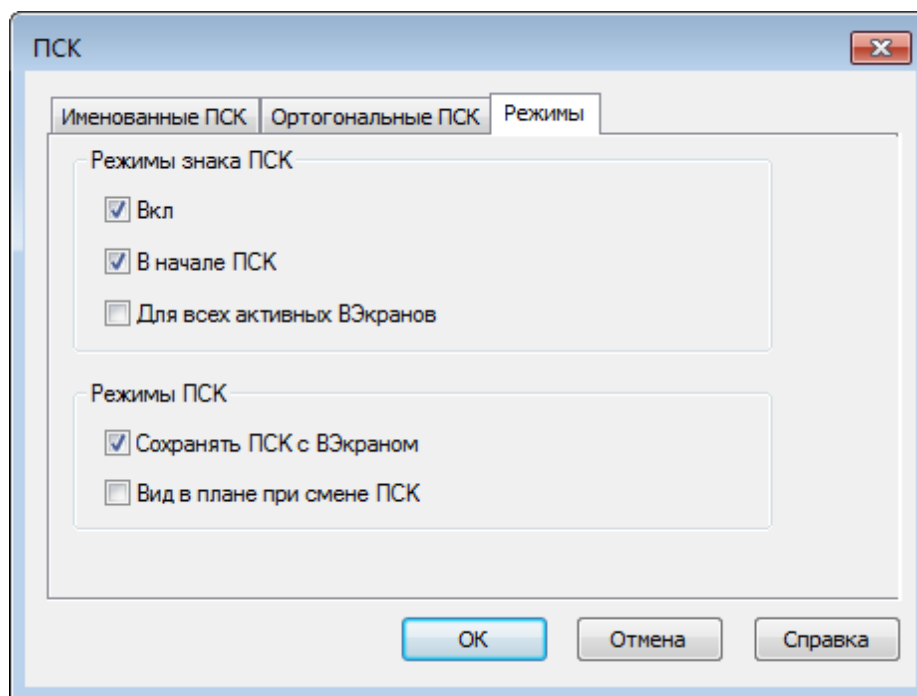 ПСК
Именованные ПСК Ортогональные ПСК Режимы
Режимы знака ПСК
Вкл
В начале ПСК
Для всех активных ВЭкранов
Режимы ПСК
Сохранять ПСК с ВЭкраном
Вид в плане при смене ПСК
ОК Отмена Справка